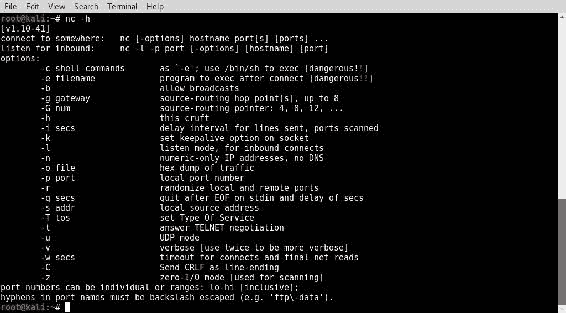 File Edit View Search Terminal Help
root@kali:~# nc -h
[v1.10-41]
connect to somewhere: nc [-options] hostname port[s] [ports] ...
listen for inbound: nc -l -p port [-options] [hostname] [port]
options:
-c shell commands as `-e'; use /bin/sh to exec [dangerous!!]
-e filename program to exec after connect [dangerous!!]
-b allow broadcasts
-g gateway source-routing hop point[s], up to 8
-G num source-routing pointer: 4, 8, 12, ...
-h this cruft
-i secs delay interval for lines sent, ports scanned
-k set keepalive option on socket
-l listen mode, for inbound connects
-n numeric-only IP addresses, no DNS
-o file hex dump of traffic
-p port local port number
-r randomize local and remote ports
-q secs quit after EOF on stdin and delay of secs
-s addr local source address
-T tos set Type Of Service
-t answer TELNET negotiation
-u UDP mode
-v verbose [use twice to be more verbose]
-w secs timeout for connects and final net reads
-C Send CRLF as line-ending
-z zero-I/O mode [used for scanning]
port numbers can be individual or ranges: lo-hi [inclusive];
hyphens in port names must be backslash escaped (e.g. 'ftp\-data').
root@kali:~#